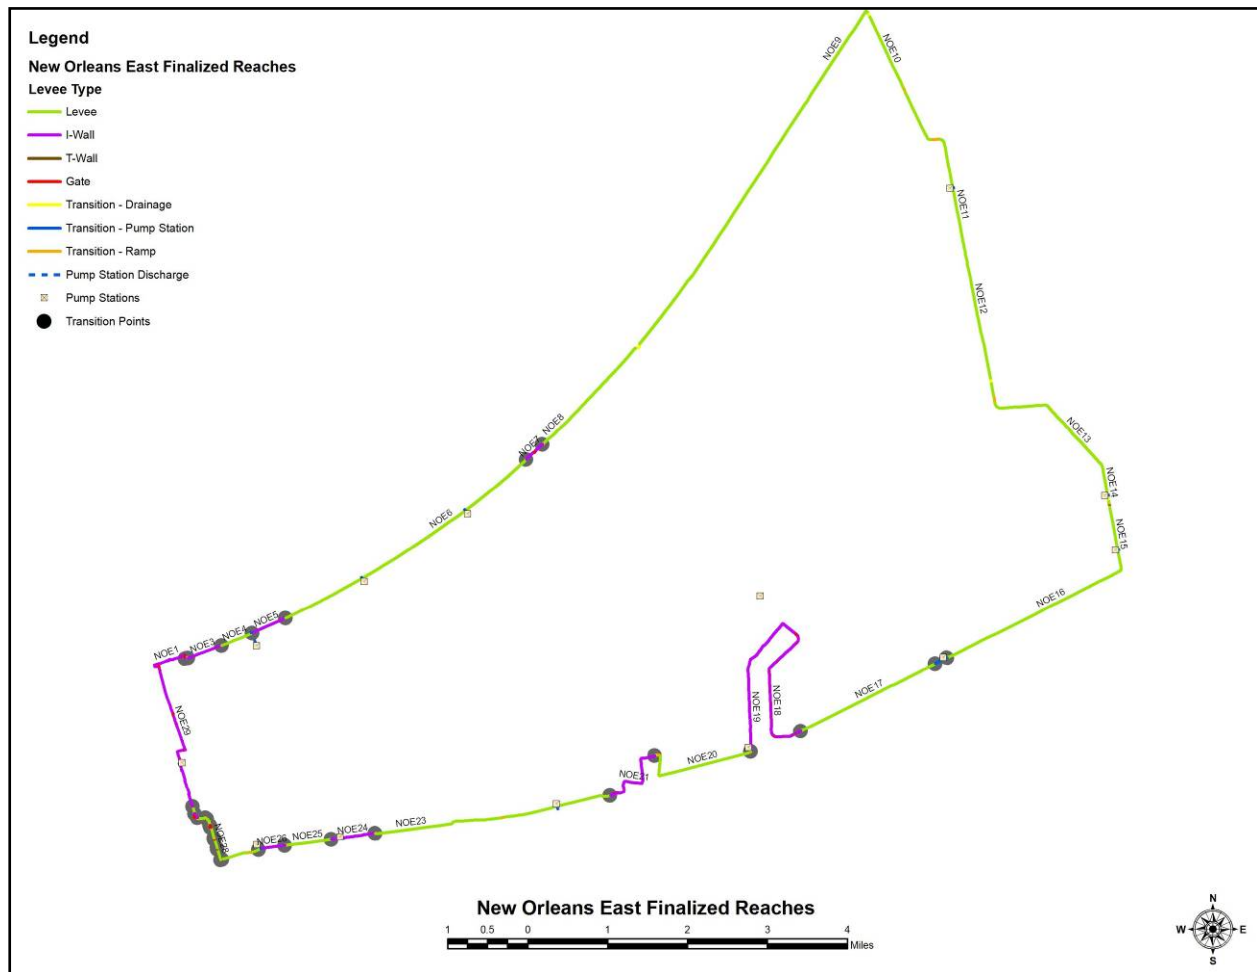 Legend
New Orleans East Finalized Reaches
Levee Type
Levee
I-Wall
T-Wall
Gate
Transition - Drainage
Transition - Pump Station
Transition - Ramp
Pump Station Discharge
Pump Stations
Transition Points
NOE9
NOE10
NOE11
NOE12
NOE13
NOE14
NOE15
NOE16
NOE17
NOE18
NOE19
NOE20
NOE21
NOE23
NOE24
NOE25
NOE26
NOE28
NOE29
NOE1
NOE3
NOE4
NOE5
NOE6
NOE7
NOE8
New Orleans East Finalized Reaches
1 0.5 0 1 2 3 4
Miles
N
W E
S